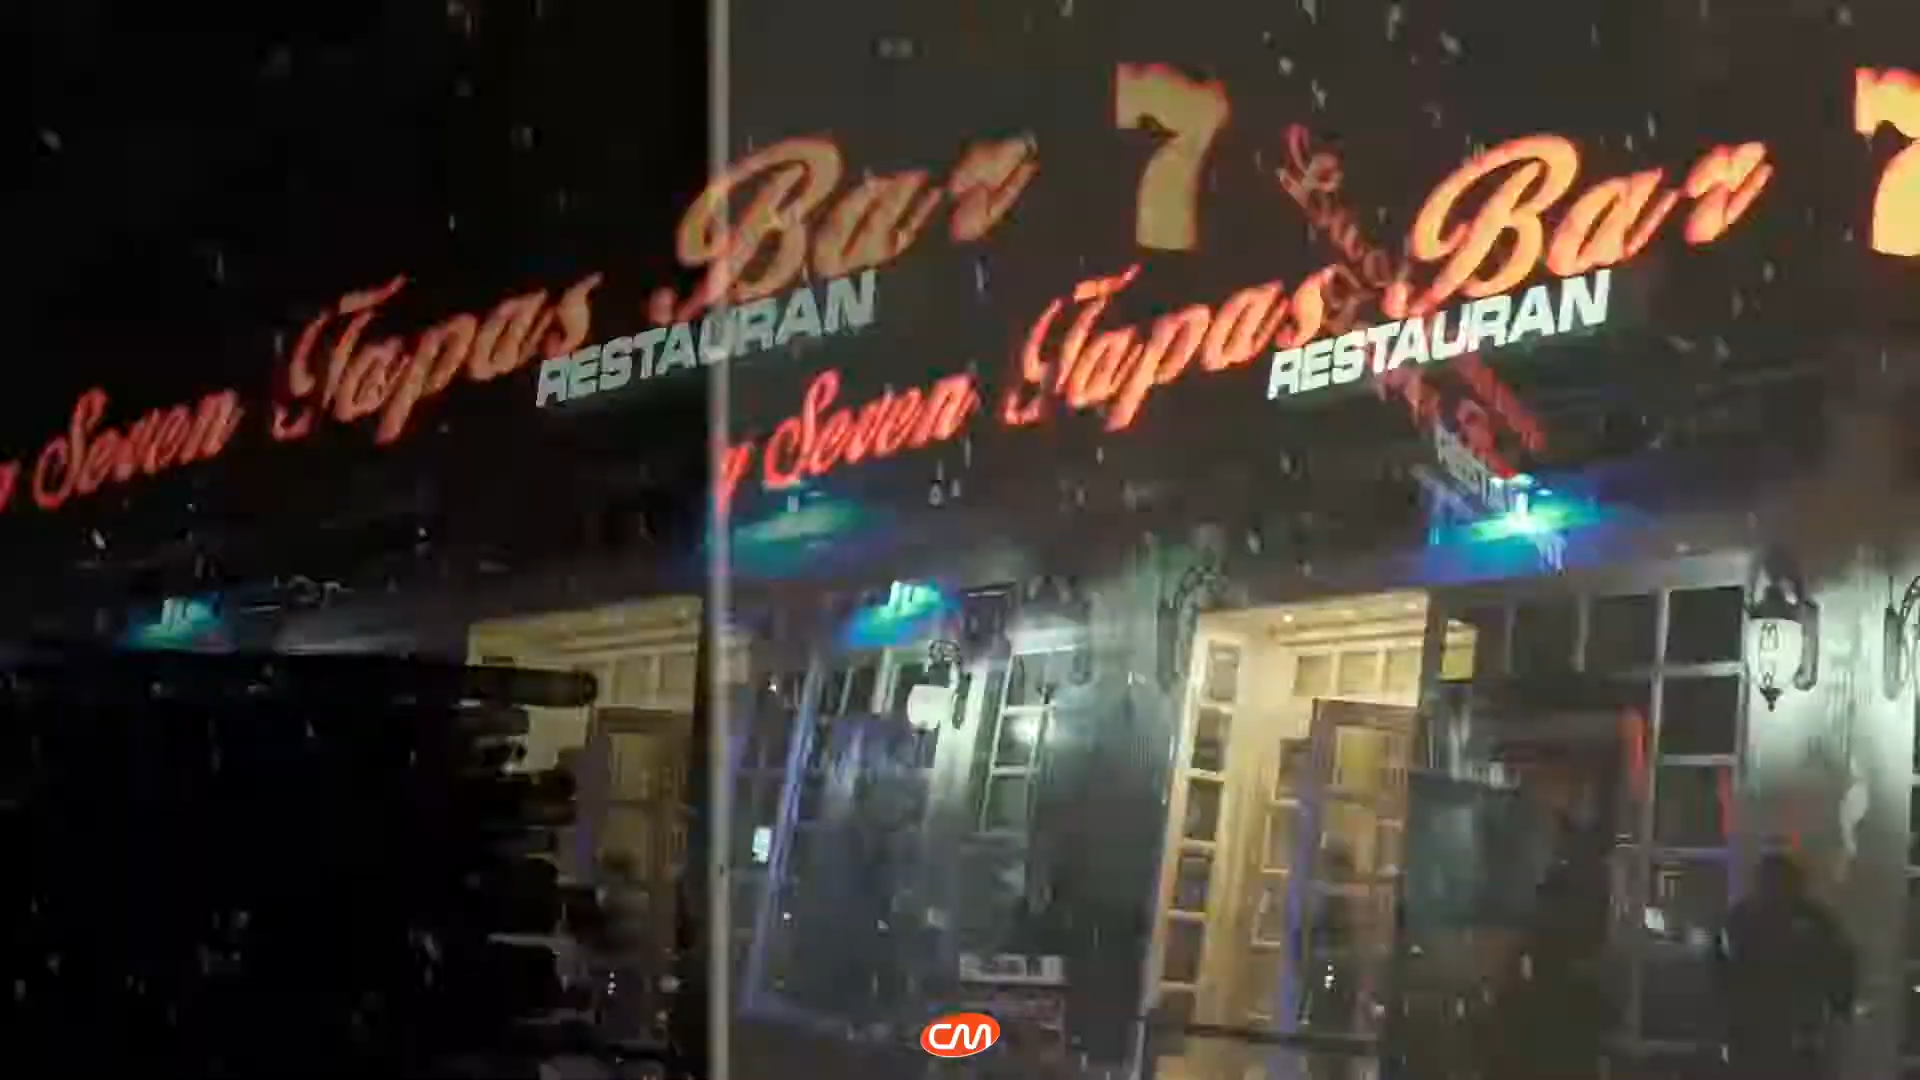 Seven Tapas Bar 7
RESTAURAN
Seven Tapas Bar 7
RESTAURAN
CM